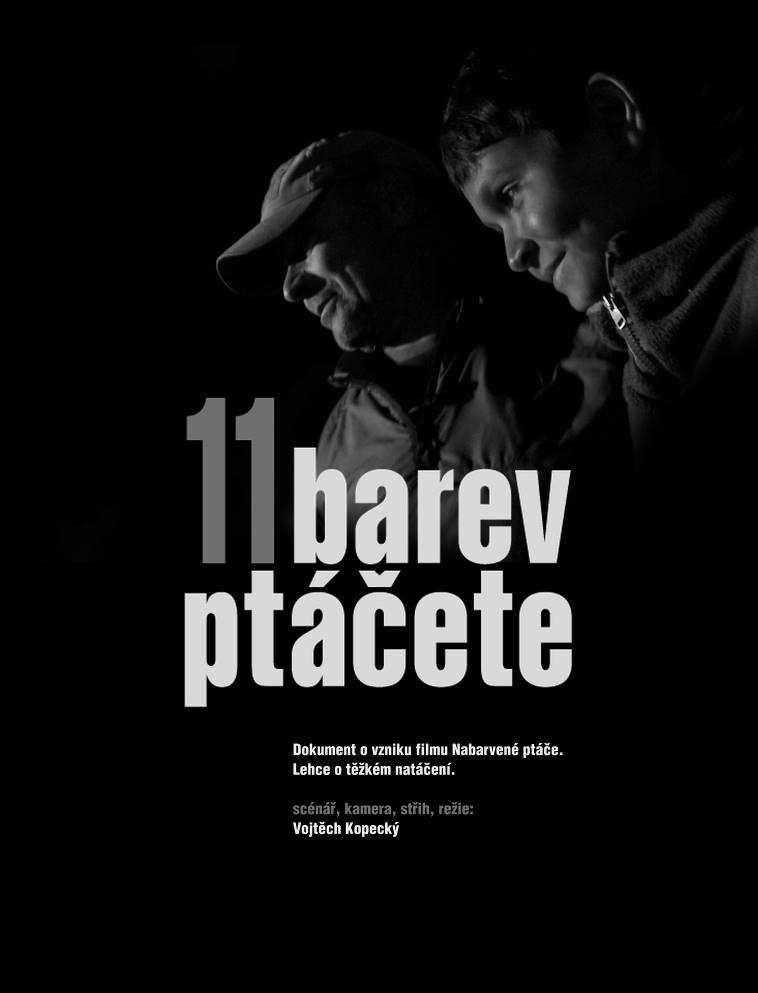 11 barev
ptáčete
Dokument o vzniku filmu Nabarvené ptáče.
Lehce o těžkém natáčení.
scénář, kamera, střih, režie:
Vojtěch Kopecký